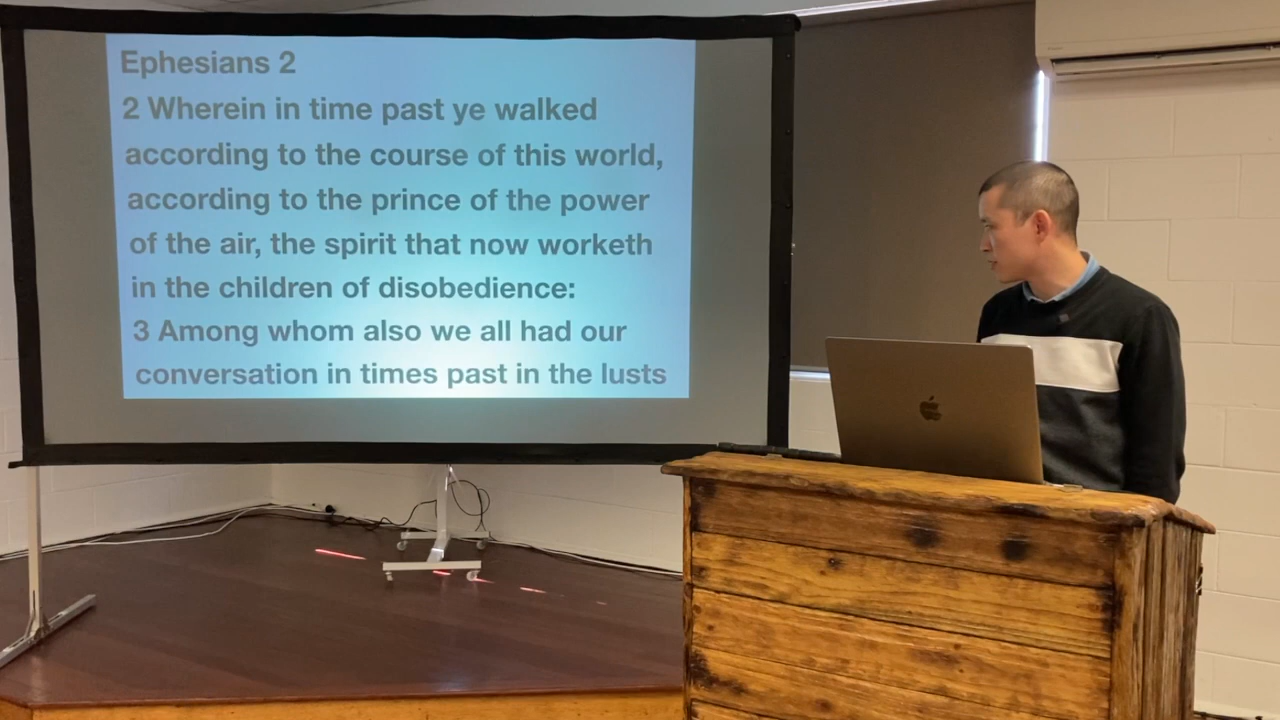 Ephesians 2
2 Wherein in time past ye walked
according to the course of this world,
according to the prince of the power
of the air, the spirit that now worketh
in the children of disobedience:
3 Among whom also we all had our
conversation in times past in the lusts